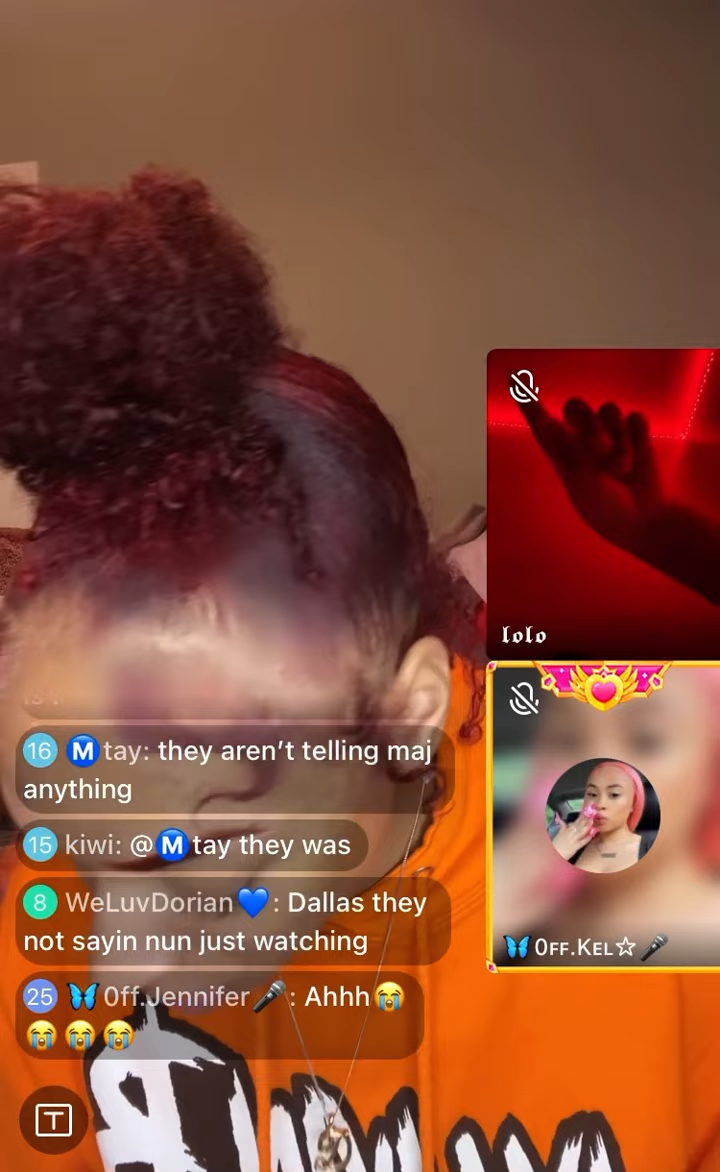 lolo
16 M tay: they aren’t telling maj
anything
15 kiwi: @M tay they was
8 WeLuvDorian💙: Dallas they
not sayin nun just watching
🦋 0ff.Kel☆🎤
25 🦋 0ff.Jennifer🎤: Ahhh😭
😭😭😭
T